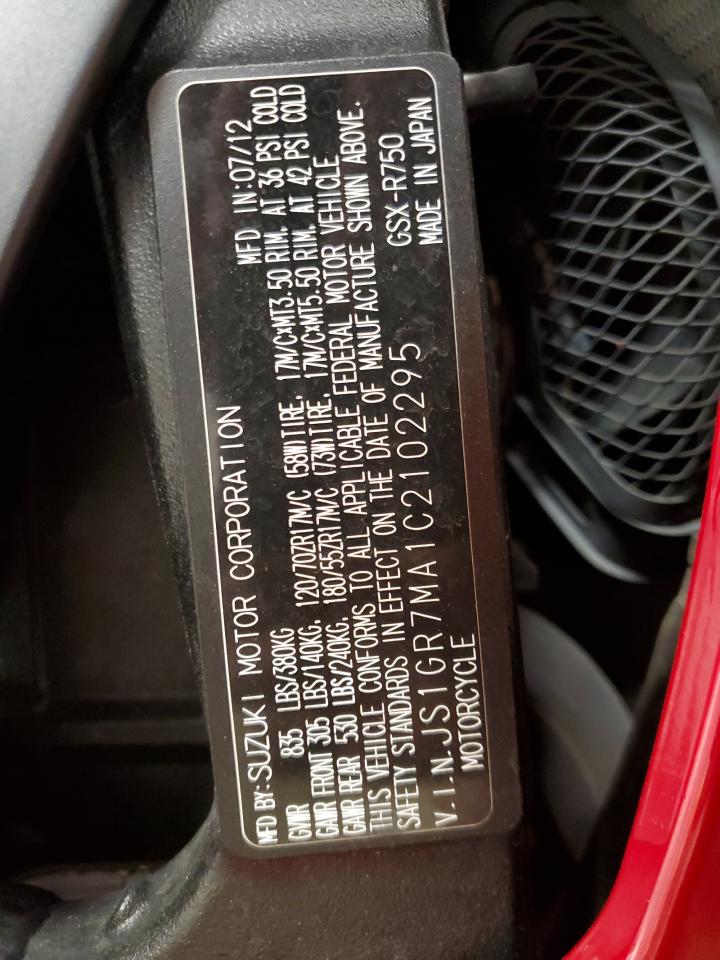 MFD BY:SUZUKI MOTOR CORPORATION MFD IN:07/12
GVWR 835 LBS/380KG
GAWR FRONT 305 LBS/140KG, 120/70ZR17M/C (58W)TIRE, 17M/C×MT3.50 RIM, AT 36 PSI COLD
GAWR REAR 530 LBS/240KG, 180/55ZR17M/C (73W)TIRE, 17M/C×MT5.50 RIM, AT 42 PSI COLD
THIS VEHICLE CONFORMS TO ALL APPLICABLE FEDERAL MOTOR VEHICLE
SAFETY STANDARDS IN EFFECT ON THE DATE OF MANUFACTURE SHOWN ABOVE.
V.I.N.JS1GR7MA1C2102295 GSX-R750
MOTORCYCLE MADE IN JAPAN